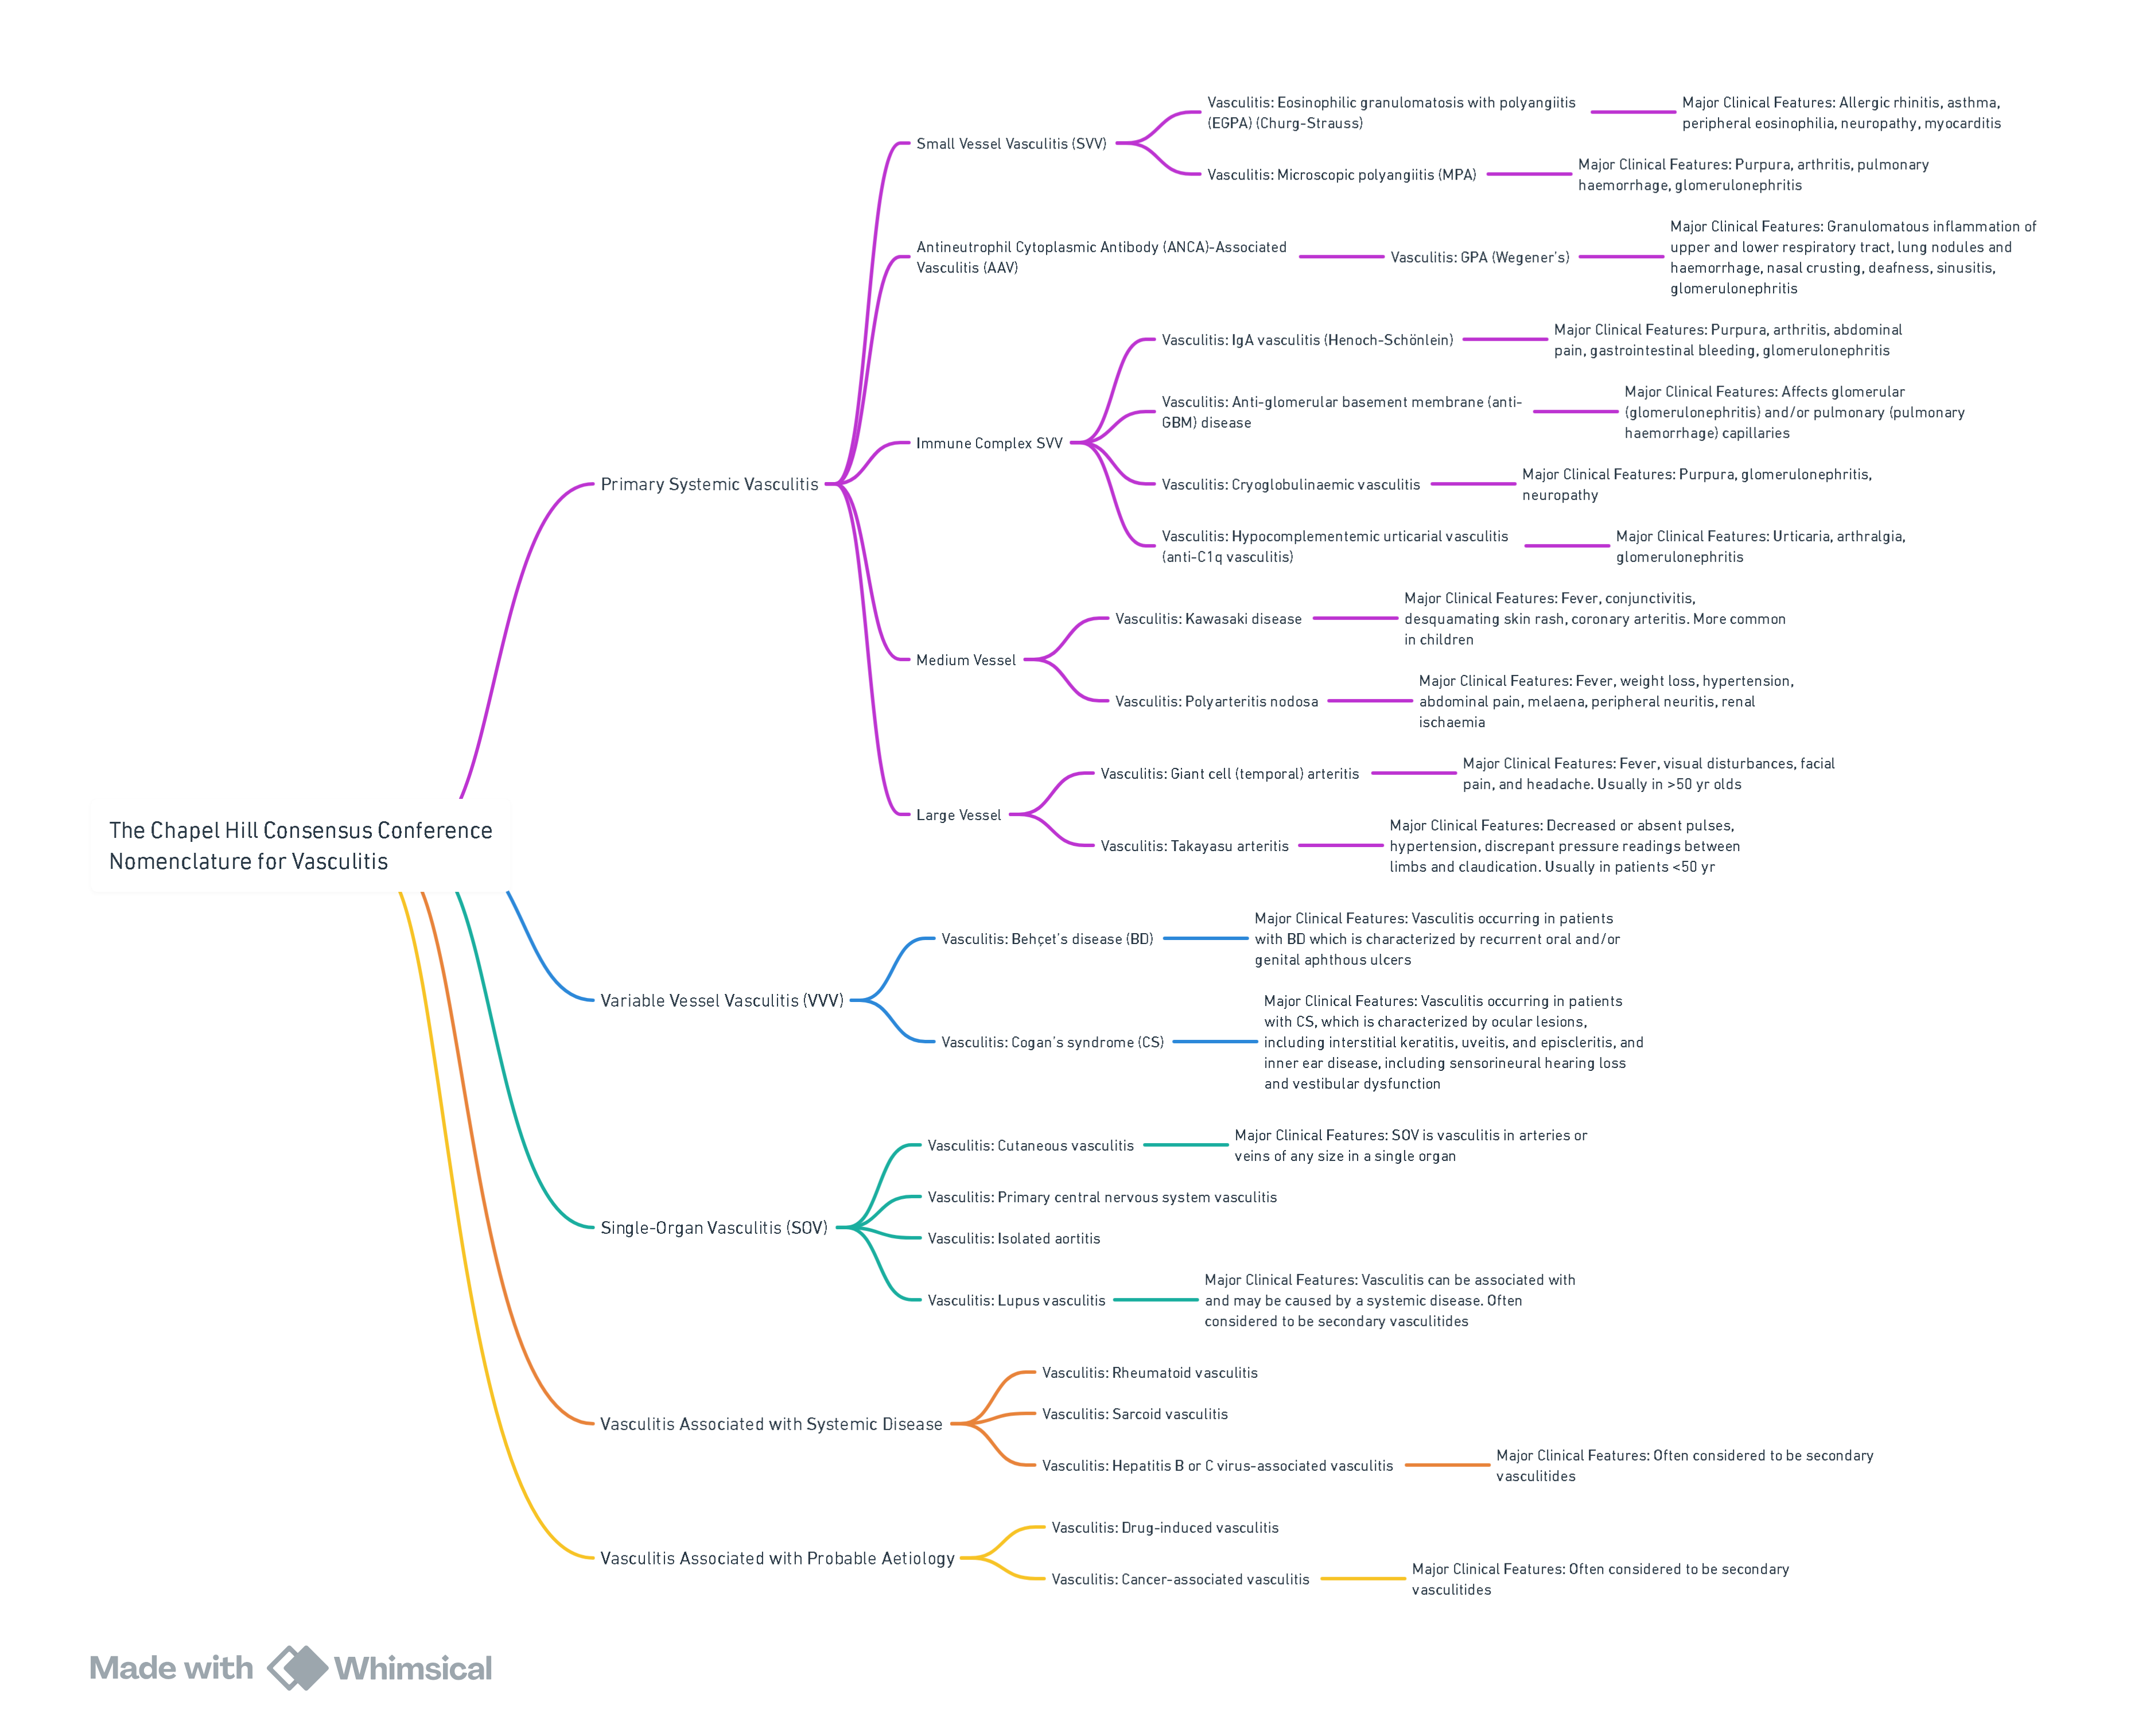 The Chapel Hill Consensus Conference
Nomenclature for Vasculitis
Primary Systemic Vasculitis
Small Vessel Vasculitis (SVV)
Vasculitis: Eosinophilic granulomatosis with polyangiitis
(EGPA) (Churg-Strauss)
Major Clinical Features: Allergic rhinitis, asthma,
peripheral eosinophilia, neuropathy, myocarditis
Vasculitis: Microscopic polyangiitis (MPA)
Major Clinical Features: Purpura, arthritis, pulmonary
haemorrhage, glomerulonephritis
Antineutrophil Cytoplasmic Antibody (ANCA)-Associated
Vasculitis (AAV)
Vasculitis: GPA (Wegener's)
Major Clinical Features: Granulomatous inflammation of
upper and lower respiratory tract, lung nodules and
haemorrhage, nasal crusting, deafness, sinusitis,
glomerulonephritis
Immune Complex SVV
Vasculitis: IgA vasculitis (Henoch-Schönlein)
Major Clinical Features: Purpura, arthritis, abdominal
pain, gastrointestinal bleeding, glomerulonephritis
Vasculitis: Anti-glomerular basement membrane (anti-
GBM) disease
Major Clinical Features: Affects glomerular
(glomerulonephritis) and/or pulmonary (pulmonary
haemorrhage) capillaries
Vasculitis: Cryoglobulinaemic vasculitis
Major Clinical Features: Purpura, glomerulonephritis,
neuropathy
Vasculitis: Hypocomplementemic urticarial vasculitis
(anti-C1q vasculitis)
Major Clinical Features: Urticaria, arthralgia,
glomerulonephritis
Medium Vessel
Vasculitis: Kawasaki disease
Major Clinical Features: Fever, conjunctivitis,
desquamating skin rash, coronary arteritis. More common
in children
Vasculitis: Polyarteritis nodosa
Major Clinical Features: Fever, weight loss, hypertension,
abdominal pain, melaena, peripheral neuritis, renal
ischaemia
Large Vessel
Vasculitis: Giant cell (temporal) arteritis
Major Clinical Features: Fever, visual disturbances, facial
pain, and headache. Usually in >50 yr olds
Vasculitis: Takayasu arteritis
Major Clinical Features: Decreased or absent pulses,
hypertension, discrepant pressure readings between
limbs and claudication. Usually in patients <50 yr
Variable Vessel Vasculitis (VVV)
Vasculitis: Behçet's disease (BD)
Major Clinical Features: Vasculitis occurring in patients
with BD which is characterized by recurrent oral and/or
genital aphthous ulcers
Vasculitis: Cogan's syndrome (CS)
Major Clinical Features: Vasculitis occurring in patients
with CS, which is characterized by ocular lesions,
including interstitial keratitis, uveitis, and episcleritis, and
inner ear disease, including sensorineural hearing loss
and vestibular dysfunction
Single-Organ Vasculitis (SOV)
Vasculitis: Cutaneous vasculitis
Major Clinical Features: SOV is vasculitis in arteries or
veins of any size in a single organ
Vasculitis: Primary central nervous system vasculitis
Vasculitis: Isolated aortitis
Vasculitis: Lupus vasculitis
Major Clinical Features: Vasculitis can be associated with
and may be caused by a systemic disease. Often
considered to be secondary vasculitides
Vasculitis Associated with Systemic Disease
Vasculitis: Rheumatoid vasculitis
Vasculitis: Sarcoid vasculitis
Vasculitis: Hepatitis B or C virus-associated vasculitis
Major Clinical Features: Often considered to be secondary
vasculitides
Vasculitis Associated with Probable Aetiology
Vasculitis: Drug-induced vasculitis
Vasculitis: Cancer-associated vasculitis
Major Clinical Features: Often considered to be secondary
vasculitides
Made with Whimsical